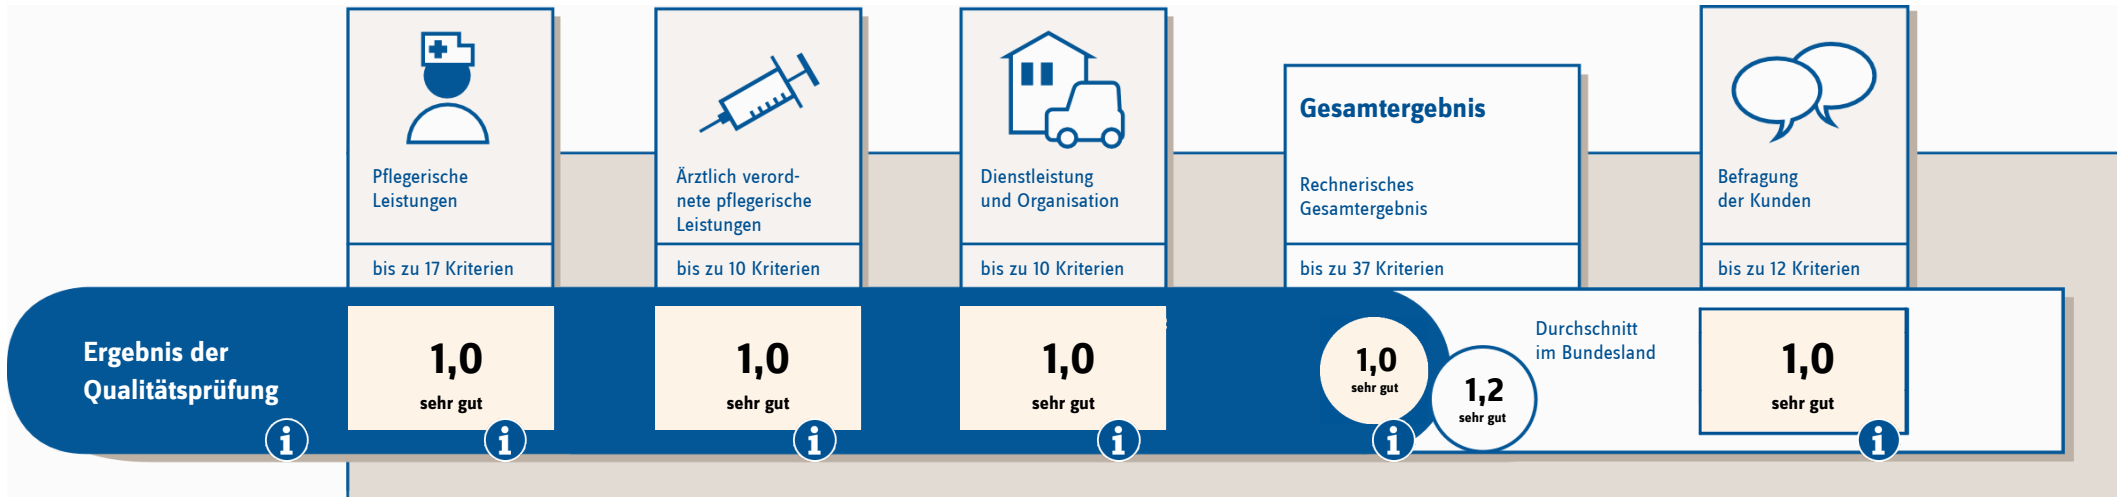 Pflegerische
Leistungen
bis zu 17 Kriterien
Ärztlich verord-
nete pflegerische
Leistungen
bis zu 10 Kriterien
Dienstleistung
und Organisation
bis zu 10 Kriterien
Gesamtergebnis
Rechnerisches
Gesamtergebnis
bis zu 37 Kriterien
Befragung
der Kunden
bis zu 12 Kriterien
Ergebnis der
Qualitätsprüfung
i
1,0
sehr gut
i
1,0
sehr gut
i
1,0
sehr gut
i
1,0
sehr gut
i
1,2
sehr gut
Durchschnitt
im Bundesland
1,0
sehr gut
i